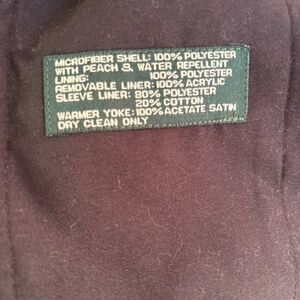 MICROFIBER SHELL: 100% POLYESTER
WITH PEACH & WATER REPELLENT
LINING: 100% POLYESTER
REMOVABLE LINER: 100% ACRYLIC
SLEEVE LINER: 80% POLYESTER
20% COTTON
WARMER YOKE: 100% ACETATE SATIN
DRY CLEAN ONLY